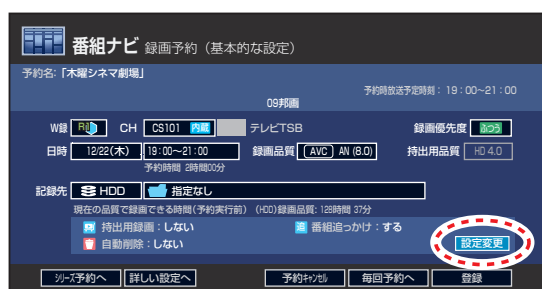 番組ナビ 録画予約（基本的な設定）
予約名：「木曜シネマ劇場」
予約時放送予定時刻：19：00～21：00
09邦画
W録 R1 CH CS101 内蔵 テレビTSB 録画優先度 ふつう
日時 12/22(木) 19:00～21:00 録画品質 AVC AN (8.0) 持出用品質 HD 4.0
予約時間 2時間00分
記録先 HDD 指定なし
現在の品質で録画できる時間（予約実行前） （HDD）録画品質：128時間 37分
持出用録画：しない 追 番組追っかけ：する
自動削除：しない 設定変更
シリーズ予約へ 詳しい設定へ 予約キャンセル 毎回予約へ 登録